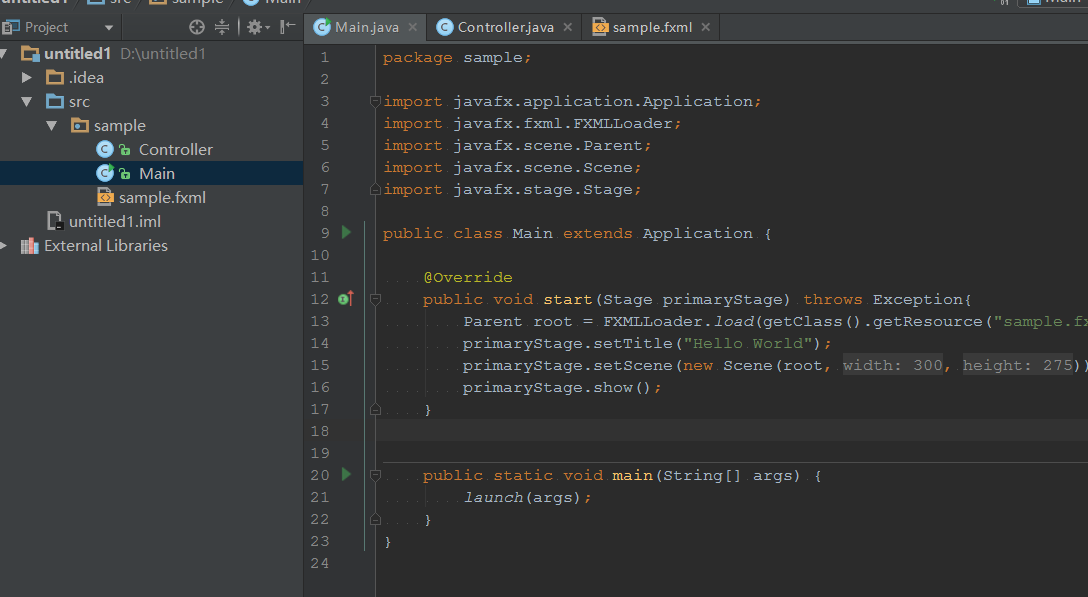 untitled1 src sample Main
Main
Project
Main.java
Controller.java
sample.fxml
untitled1 D:\untitled1
.idea
src
sample
Controller
Main
sample.fxml
untitled1.iml
External Libraries
1 package sample;
2
3 import javafx.application.Application;
4 import javafx.fxml.FXMLLoader;
5 import javafx.scene.Parent;
6 import javafx.scene.Scene;
7 import javafx.stage.Stage;
8
9 public class Main extends Application {
10
11 @Override
12 public void start(Stage primaryStage) throws Exception{
13 Parent root = FXMLLoader.load(getClass().getResource("sample.fx
14 primaryStage.setTitle("Hello World");
15 primaryStage.setScene(new Scene(root, width: 300, height: 275))
16 primaryStage.show();
17 }
18
19
20 public static void main(String[] args) {
21 launch(args);
22 }
23 }
24